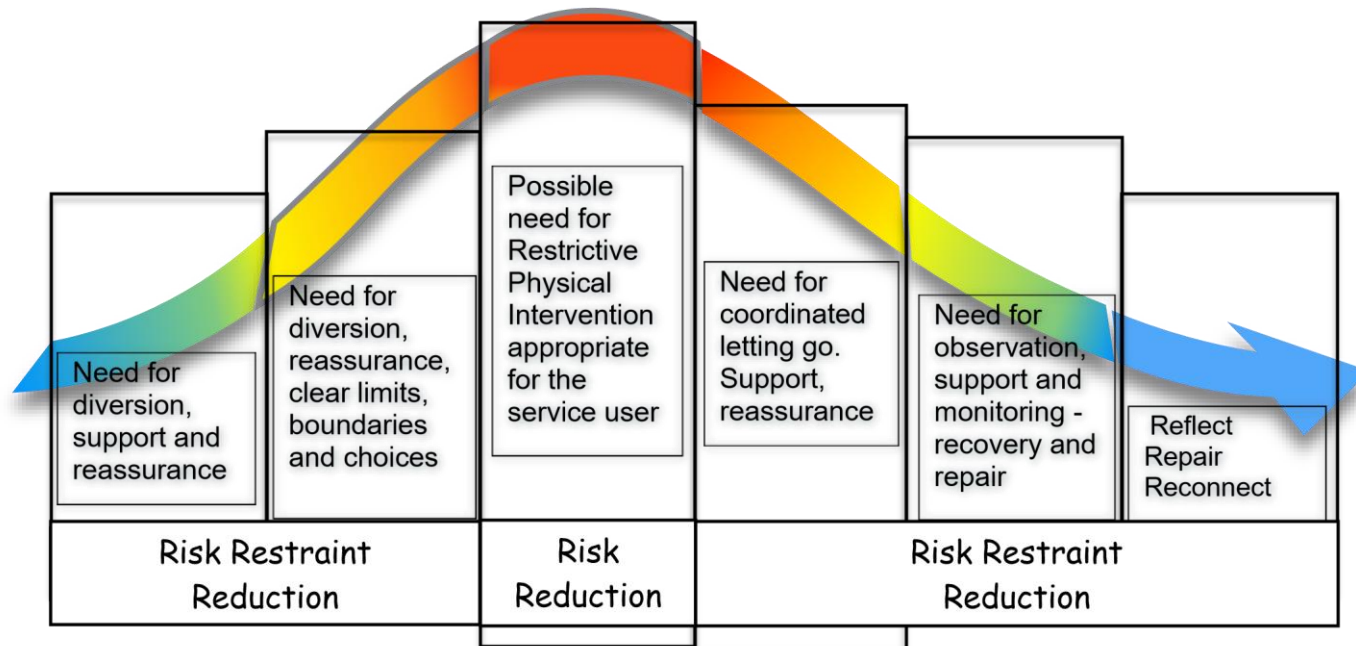 Need for
diversion,
support and
reassurance
Need for
diversion,
reassurance,
clear limits,
boundaries
and choices
Possible
need for
Restrictive
Physical
Intervention
appropriate
for the
service user
Need for
coordinated
letting go.
Support,
reassurance
Need for
observation,
support and
monitoring -
recovery and
repair
Reflect
Repair
Reconnect
Risk Restraint
Reduction
Risk
Reduction
Risk Restraint
Reduction